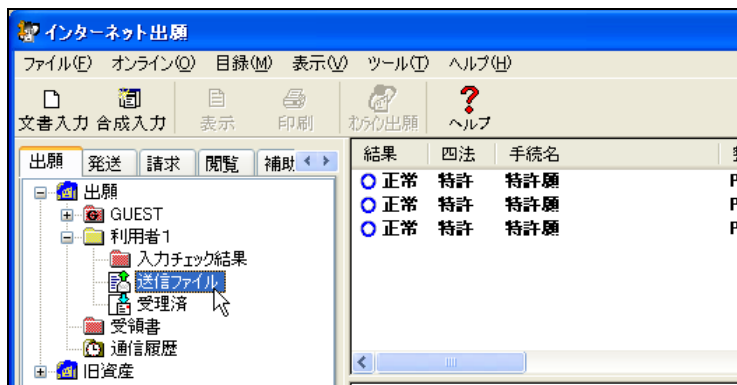 インターネット出願
ファイル(F) オンライン(O) 目録(M) 表示(V) ツール(T) ヘルプ(H)
文書入力 合成入力 表示 印刷 オンライン出願 ヘルプ
出願 発送 請求 閲覧 補助
結果 四法 手続名
正常 特許 特許願 P
正常 特許 特許願 P
正常 特許 特許願 P
出願
GUEST
利用者1
入力チェック結果
送信ファイル
受理済
受領書
通信履歴
旧資産